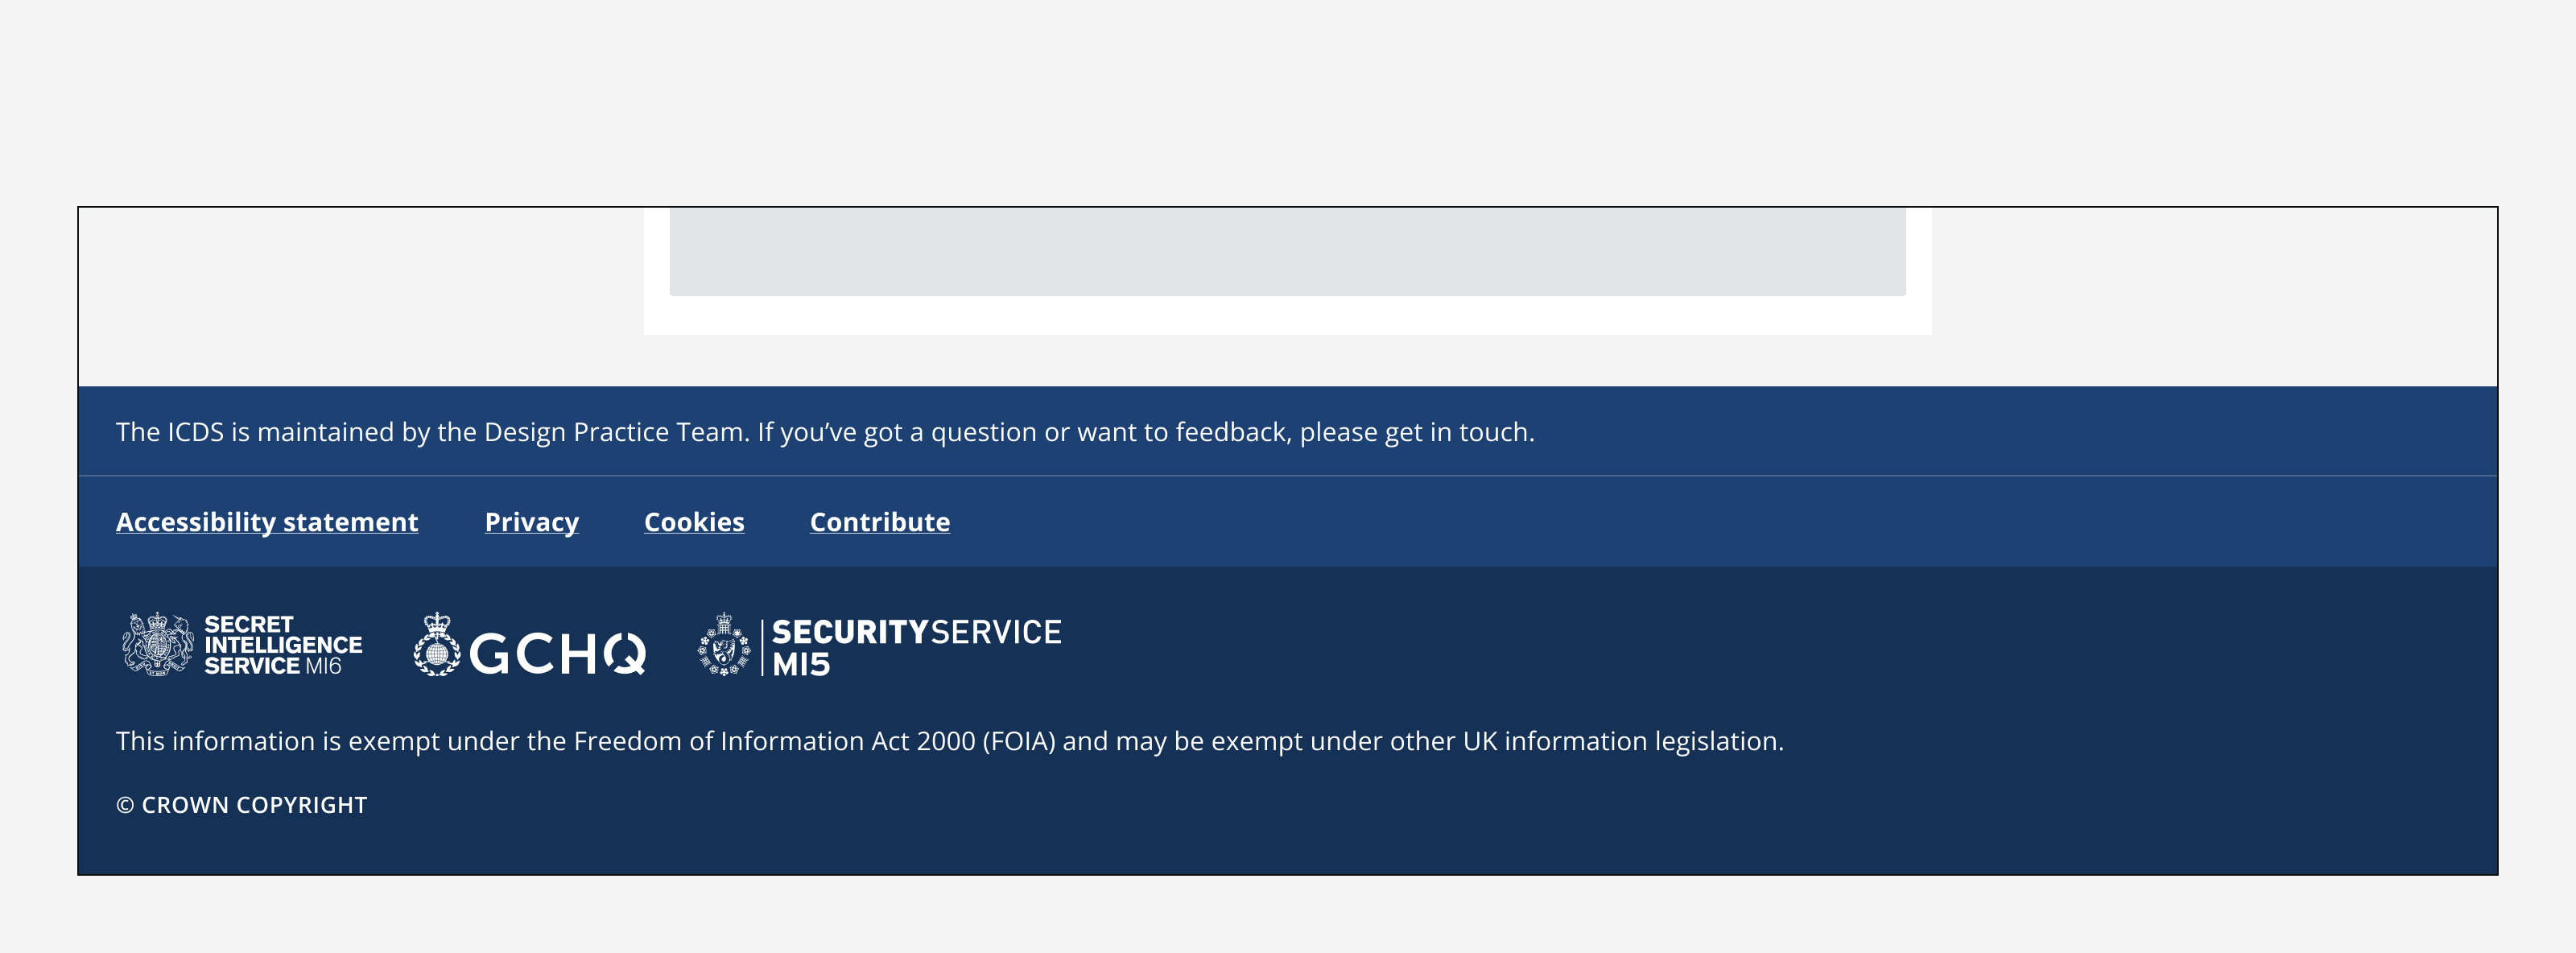 The ICDS is maintained by the Design Practice Team. If you’ve got a question or want to feedback, please get in touch.
Accessibility statement Privacy Cookies Contribute
SECRET
INTELLIGENCE
SERVICE MI6
GCHQ
SECURITYSERVICE
MI5
This information is exempt under the Freedom of Information Act 2000 (FOIA) and may be exempt under other UK information legislation.
© CROWN COPYRIGHT